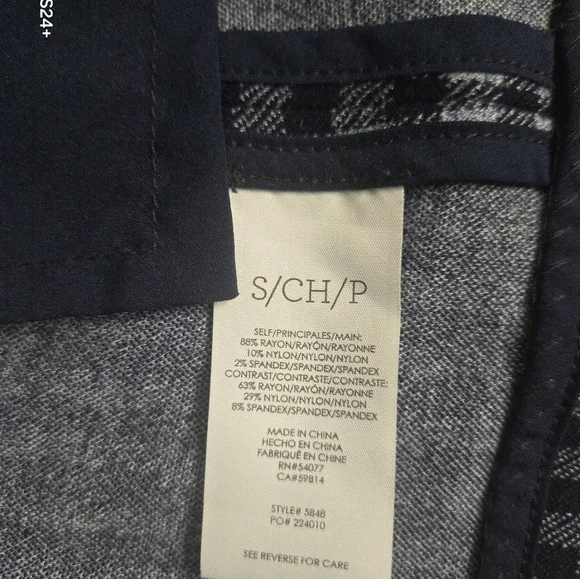 S24+
S/CH/P
SELF/PRINCIPALES/MAIN:
88% RAYON/RAYÓN/RAYONNE
10% NYLON/NYLON/NYLON
2% SPANDEX/SPANDEX/SPANDEX
CONTRAST/CONTRASTE/CONTRASTE:
63% RAYON/RAYÓN/RAYONNE
29% NYLON/NYLON/NYLON
8% SPANDEX/SPANDEX/SPANDEX
MADE IN CHINA
HECHO EN CHINA
FABRIQUÉ EN CHINE
RN#54077
CA#59814
STYLE# 5848
PO# 224010
SEE REVERSE FOR CARE